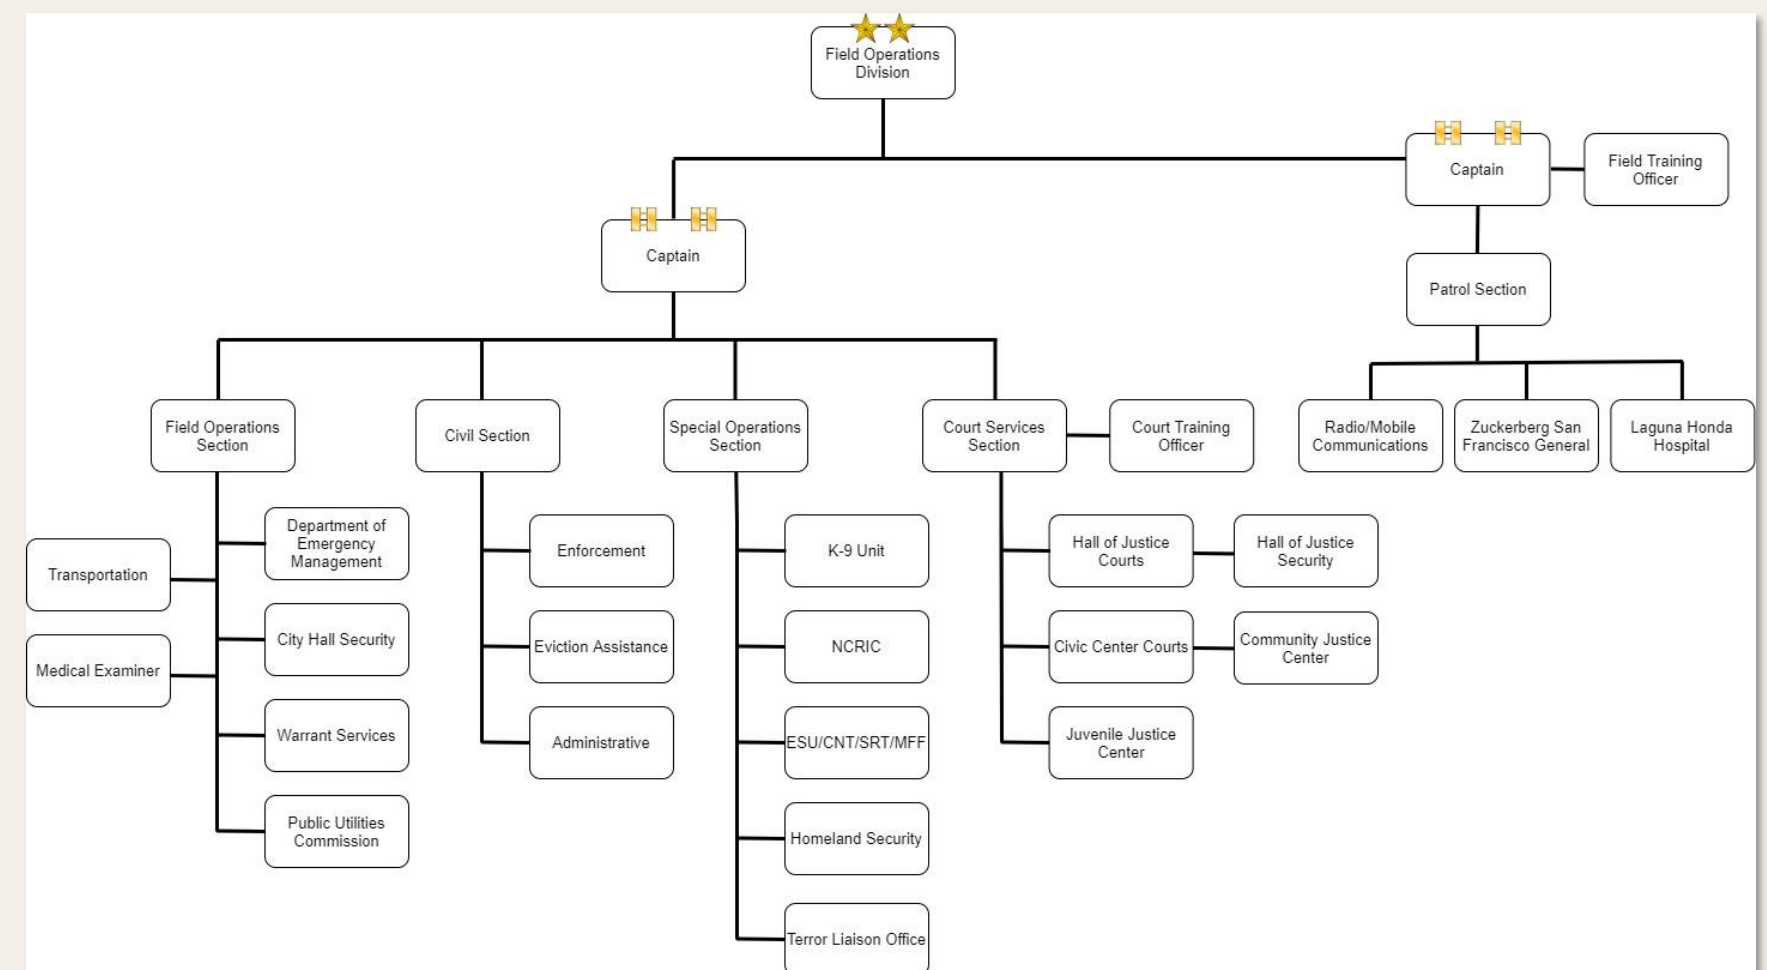 Field Operations
Division
Captain
Field Training
Officer
Captain
Patrol Section
Field Operations
Section
Civil Section
Special Operations
Section
Court Services
Section
Court Training
Officer
Radio/Mobile
Communications
Zuckerberg San
Francisco General
Laguna Honda
Hospital
Transportation
Medical Examiner
Department of
Emergency
Management
City Hall Security
Warrant Services
Public Utilities
Commission
Enforcement
Eviction Assistance
Administrative
K-9 Unit
NCRIC
ESU/CNT/SRT/MFF
Homeland Security
Terror Liaison Office
Hall of Justice
Courts
Hall of Justice
Security
Civic Center Courts
Community Justice
Center
Juvenile Justice
Center